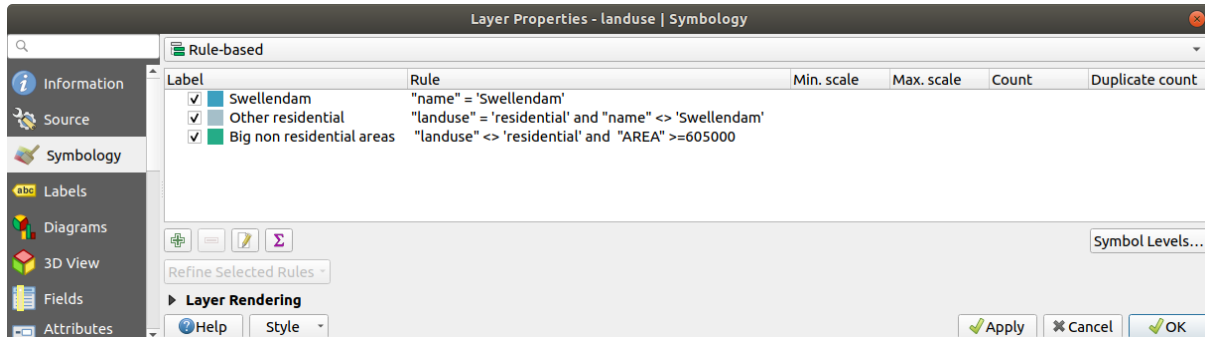 Layer Properties - landuse | Symbology
Rule-based
Information
Source
Symbology
Labels
Diagrams
3D View
Fields
Attributes
Label Rule Min. scale Max. scale Count Duplicate count
Swellendam "name" = 'Swellendam'
Other residential "landuse" = 'residential' and "name" <> 'Swellendam'
Big non residential areas "landuse" <> 'residential' and "AREA" >=605000
Symbol Levels...
Refine Selected Rules
Layer Rendering
Help Style Apply Cancel OK